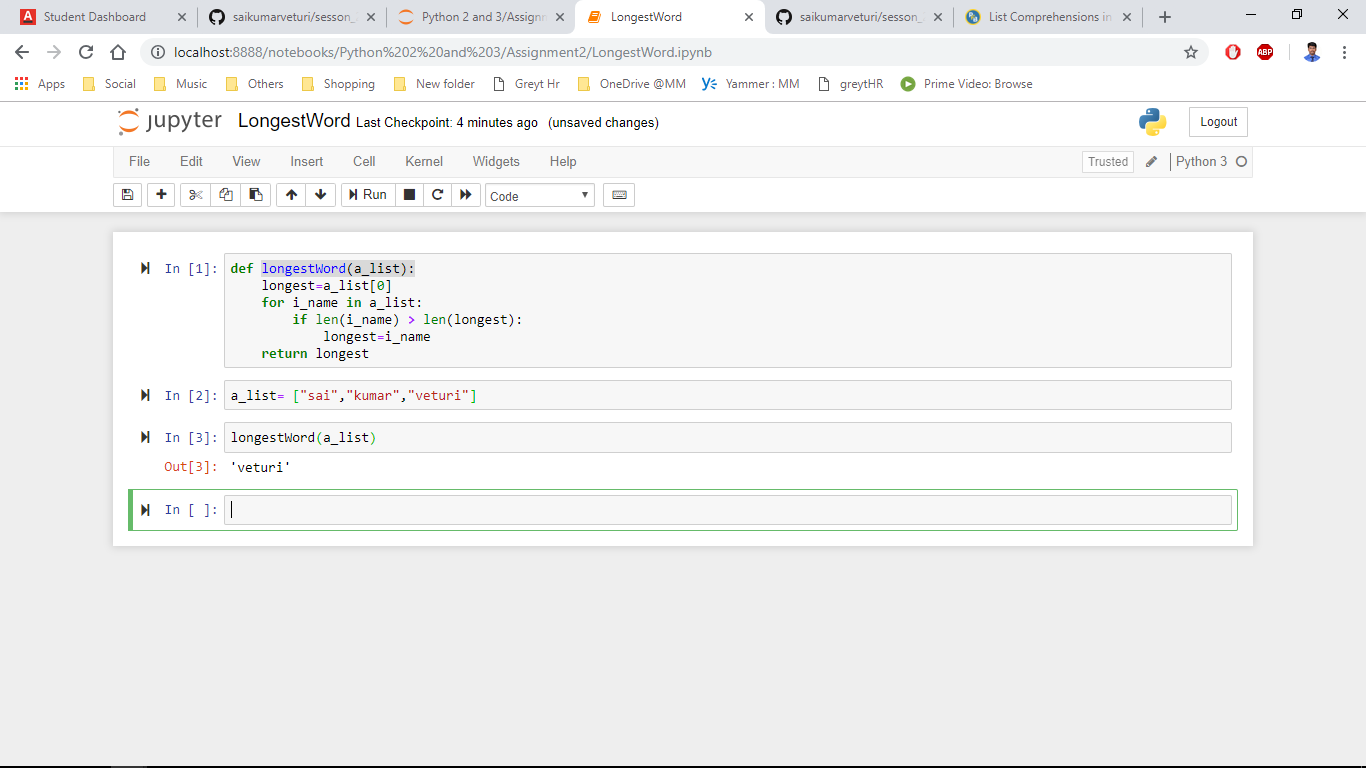 Student Dashboard
saikumarveturi/sesson_
Python 2 and 3/Assignm
LongestWord
saikumarveturi/sesson_
List Comprehensions in
localhost:8888/notebooks/Python%202%20and%203/Assignment2/LongestWord.ipynb
ABP
Apps Social Music Others Shopping New folder Greyt Hr OneDrive @MM Yammer : MM greytHR Prime Video: Browse
jupyter LongestWord Last Checkpoint: 4 minutes ago (unsaved changes) Logout
File Edit View Insert Cell Kernel Widgets Help Trusted Python 3
Run Code
In [1]: def longestWord(a_list):
    longest=a_list[0]
    for i_name in a_list:
        if len(i_name) > len(longest):
            longest=i_name
    return longest
In [2]: a_list= ["sai","kumar","veturi"]
In [3]: longestWord(a_list)
Out[3]: 'veturi'
In [ ]: